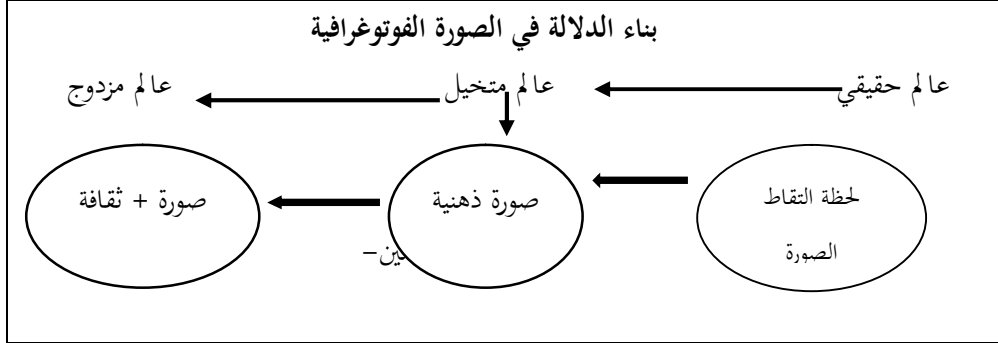 بناء الدلالة في الصورة الفوتوغرافية
عالم حقيقي عالم متخيل عالم مزدوج
لحظة التقاط صورة ذهنية صورة + ثقافة
الصورة